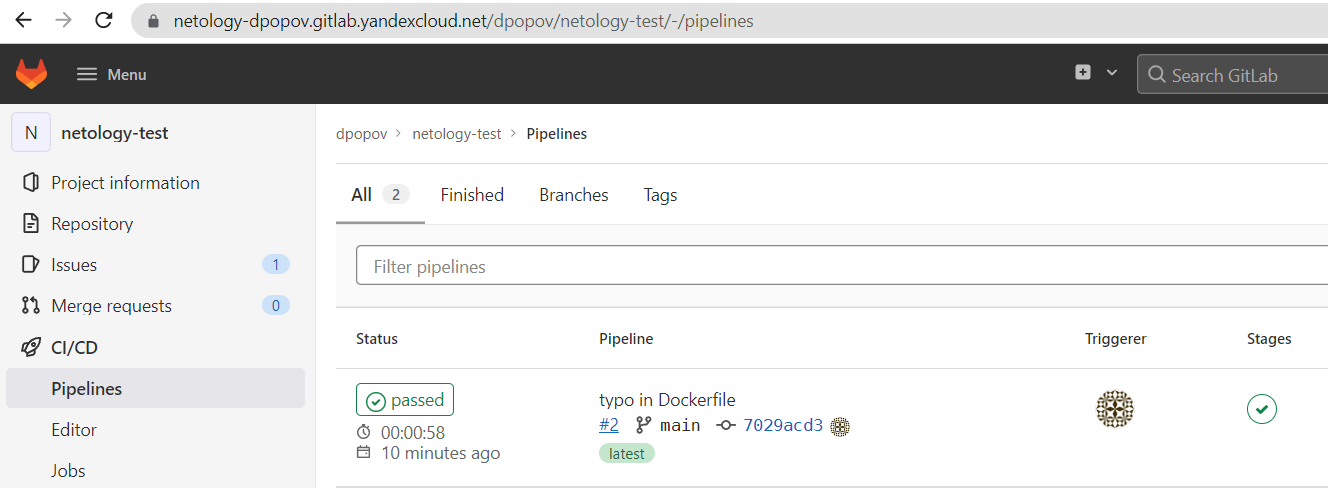 netology-dpopov.gitlab.yandexcloud.net/dpopov/netology-test/-/pipelines
Menu
Search GitLab
N netology-test
Project information
Repository
Issues 1
Merge requests 0
CI/CD
Pipelines
Editor
Jobs
dpopov > netology-test > Pipelines
All 2 Finished Branches Tags
Filter pipelines
Status Pipeline Triggerer Stages
passed
00:00:58
10 minutes ago
typo in Dockerfile
#2 main 7029acd3
latest